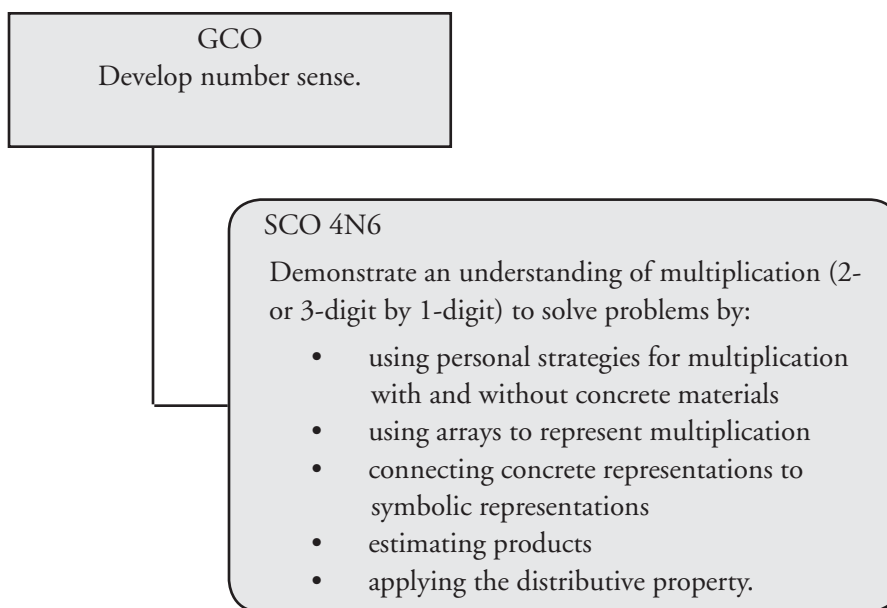 GCO
Develop number sense.
SCO 4N6
Demonstrate an understanding of multiplication (2-
or 3-digit by 1-digit) to solve problems by:
• using personal strategies for multiplication
with and without concrete materials
• using arrays to represent multiplication
• connecting concrete representations to
symbolic representations
• estimating products
• applying the distributive property.